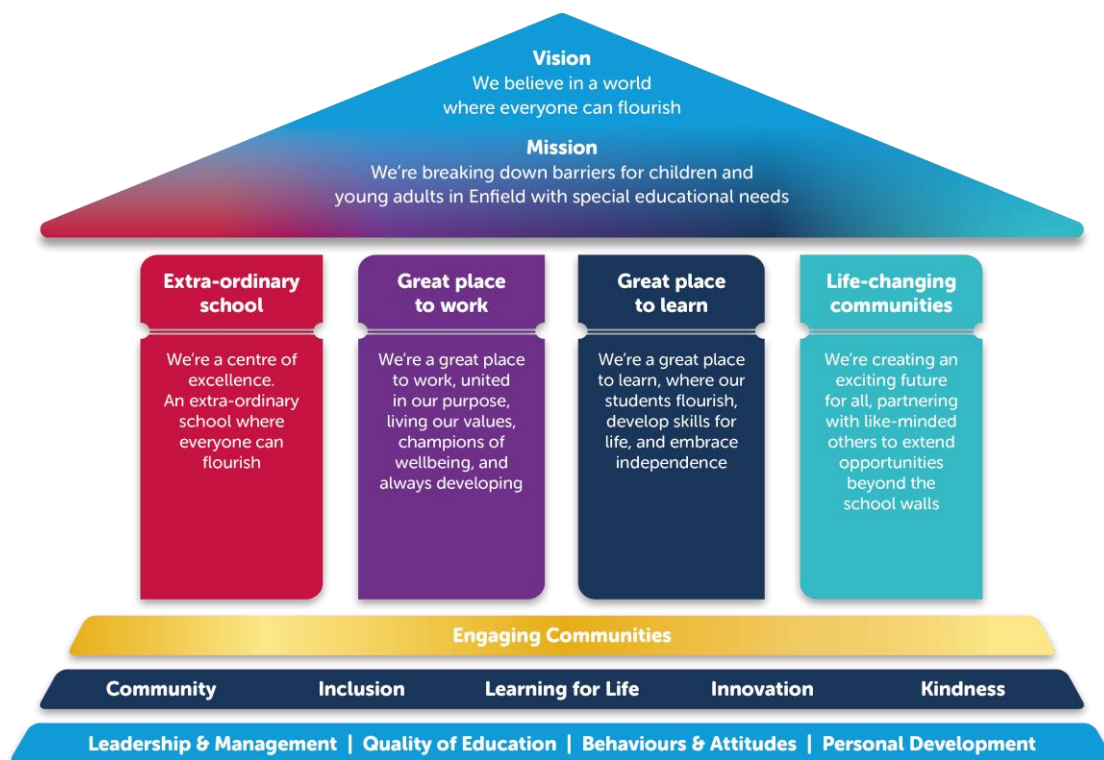 Vision
We believe in a world
where everyone can flourish
Mission
We're breaking down barriers for children and
young adults in Enfield with special educational needs
Extra-ordinary
school
We're a centre of
excellence.
An extra-ordinary
school where
everyone can
flourish
Great place
to work
We're a great place
to work, united
in our purpose,
living our values,
champions of
wellbeing, and
always developing
Great place
to learn
We're a great place
to learn, where our
students flourish,
develop skills for
life, and embrace
independence
Life-changing
communities
We're creating an
exciting future
for all, partnering
with like-minded
others to extend
opportunities
beyond the
school walls
Engaging Communities
Community Inclusion Learning for Life Innovation Kindness
Leadership & Management | Quality of Education | Behaviours & Attitudes | Personal Development